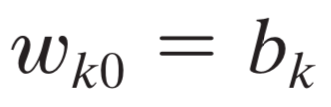 w_{k0} = b_k